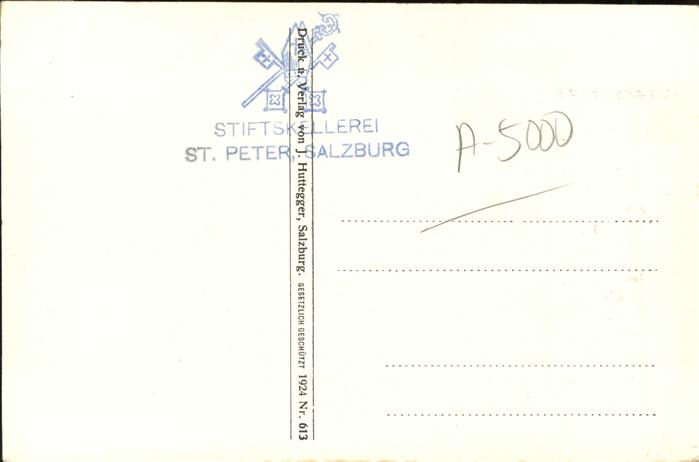 STIFTSKELLEREI
ST. PETER, SALZBURG
Druck u. Verlag von J. Huttegger, Salzburg. GESETZLICH GESCHÜTZT 1924 Nr. 613
A-5000